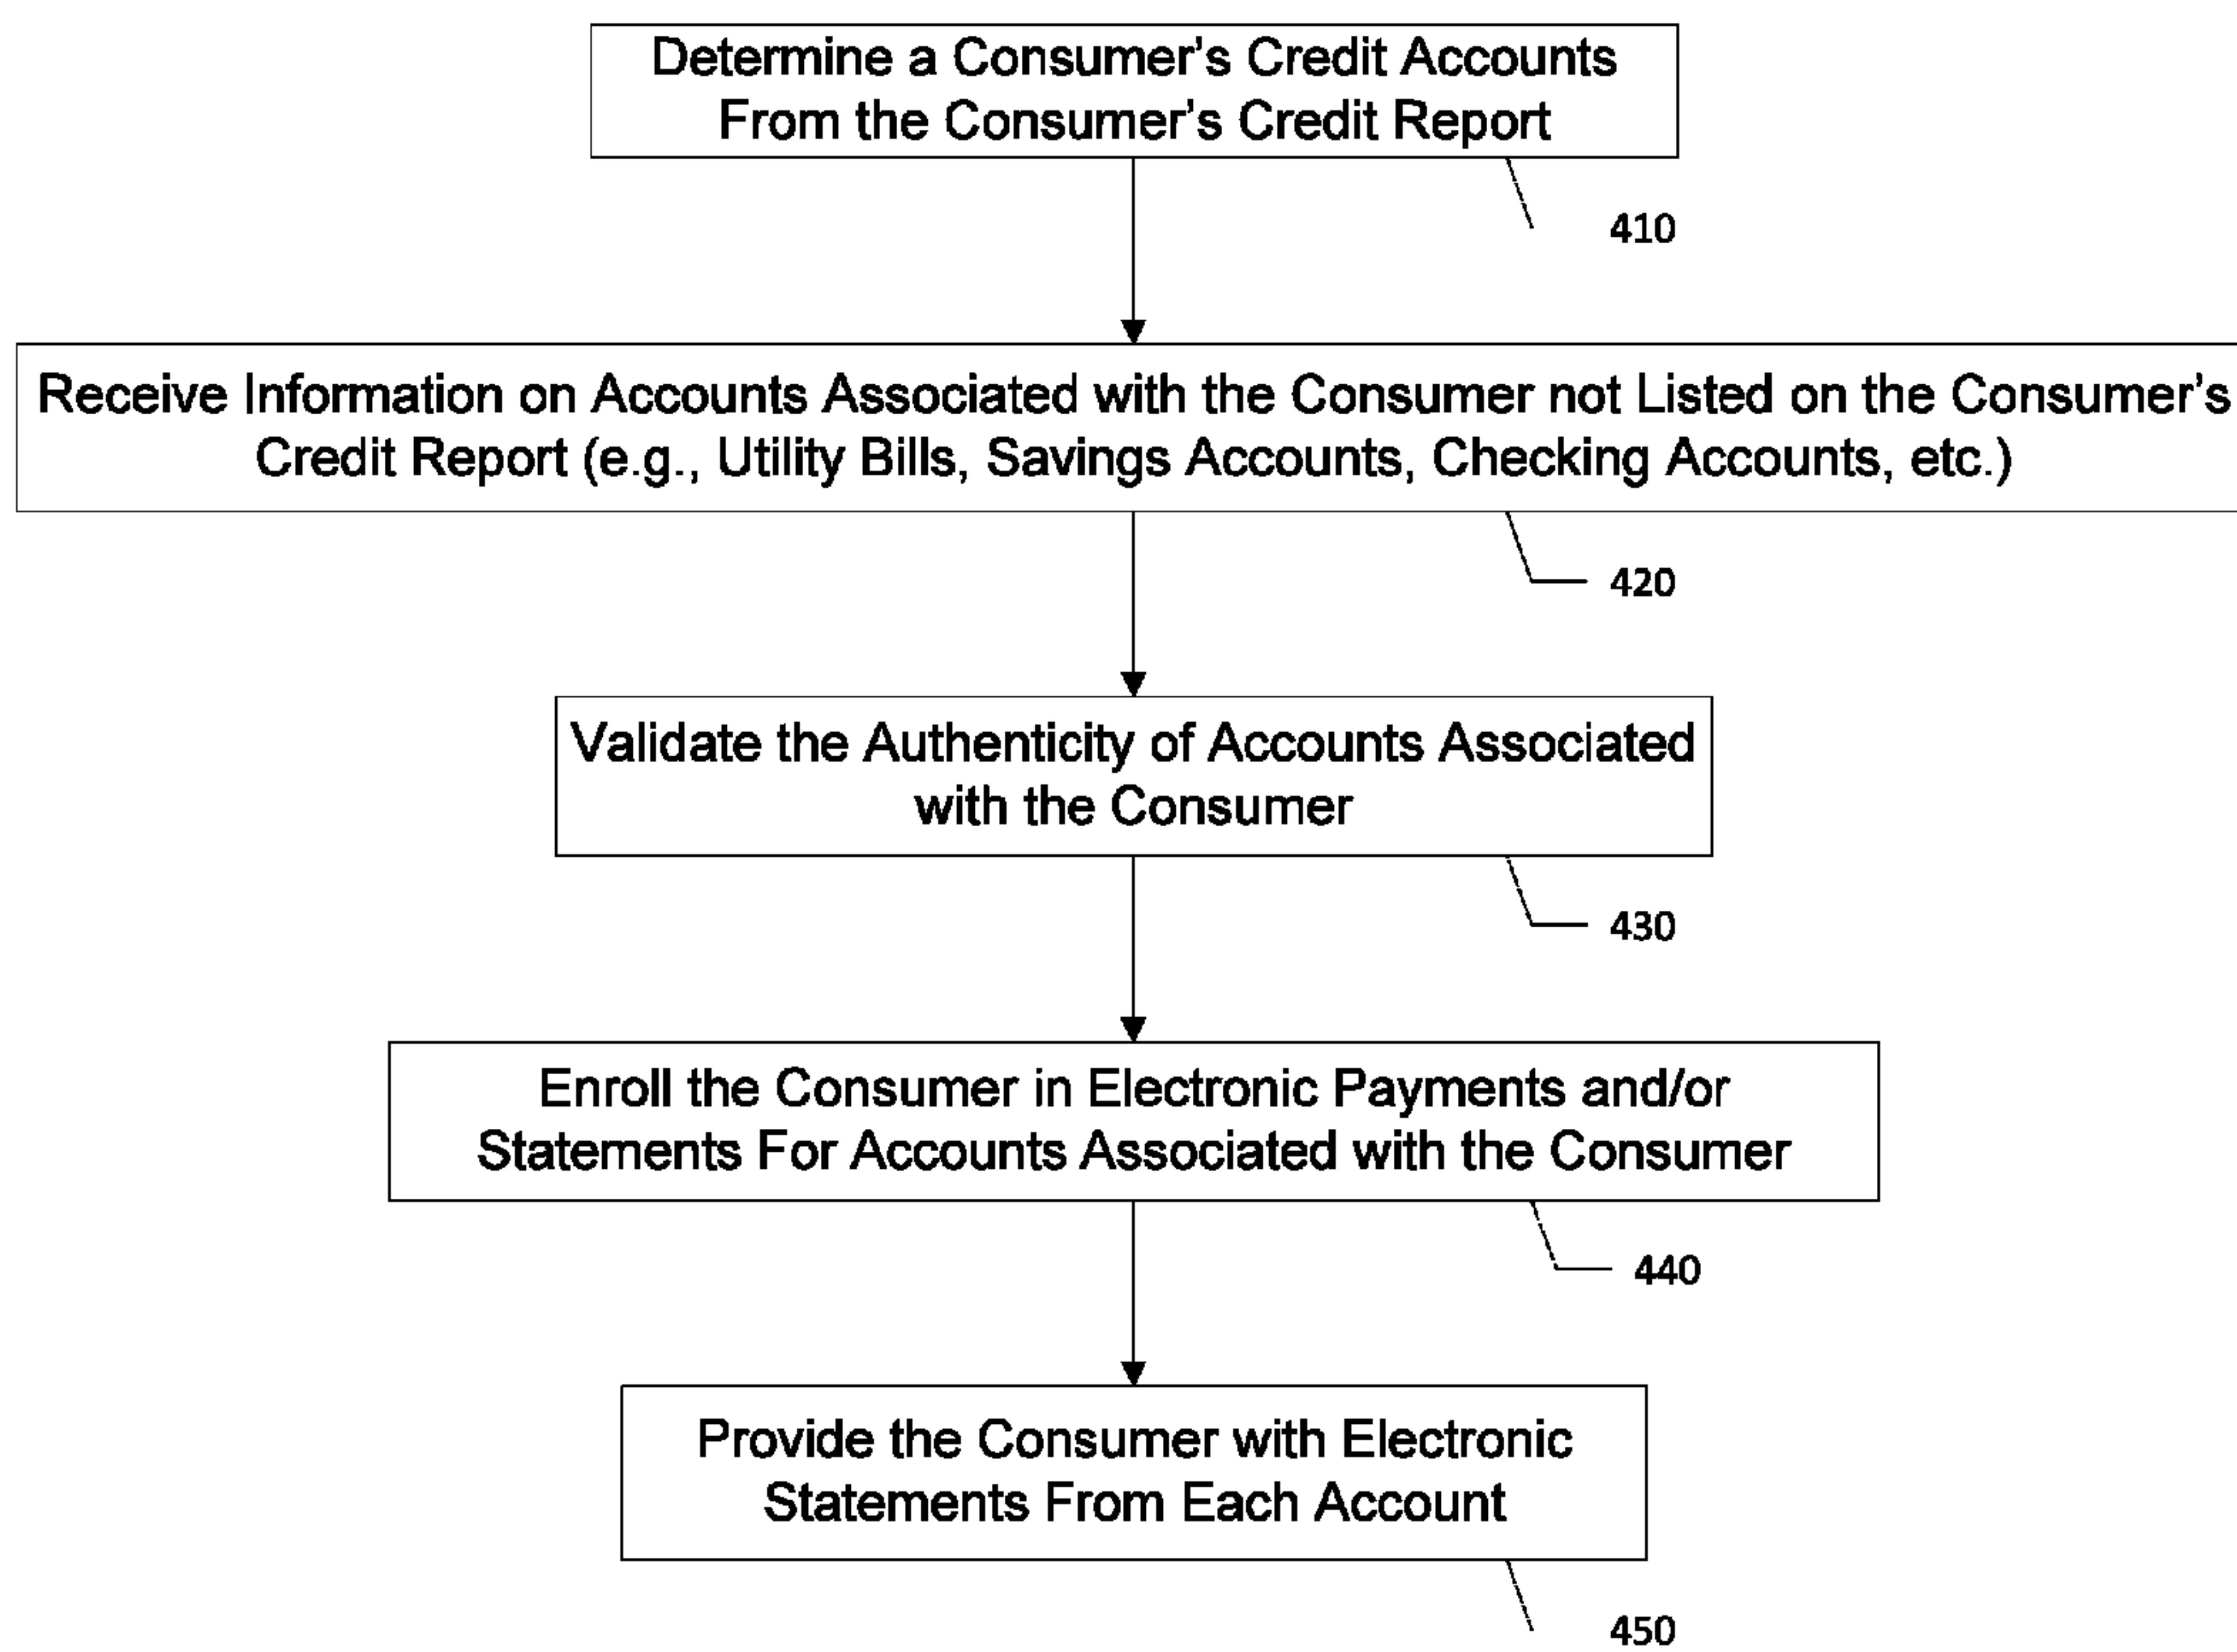 Determine a Consumer's Credit Accounts
From the Consumer's Credit Report
410
Receive Information on Accounts Associated with the Consumer not Listed on the Consumer's
Credit Report (e.g., Utility Bills, Savings Accounts, Checking Accounts, etc.)
420
Validate the Authenticity of Accounts Associated
with the Consumer
430
Enroll the Consumer in Electronic Payments and/or
Statements For Accounts Associated with the Consumer
440
Provide the Consumer with Electronic
Statements From Each Account
450